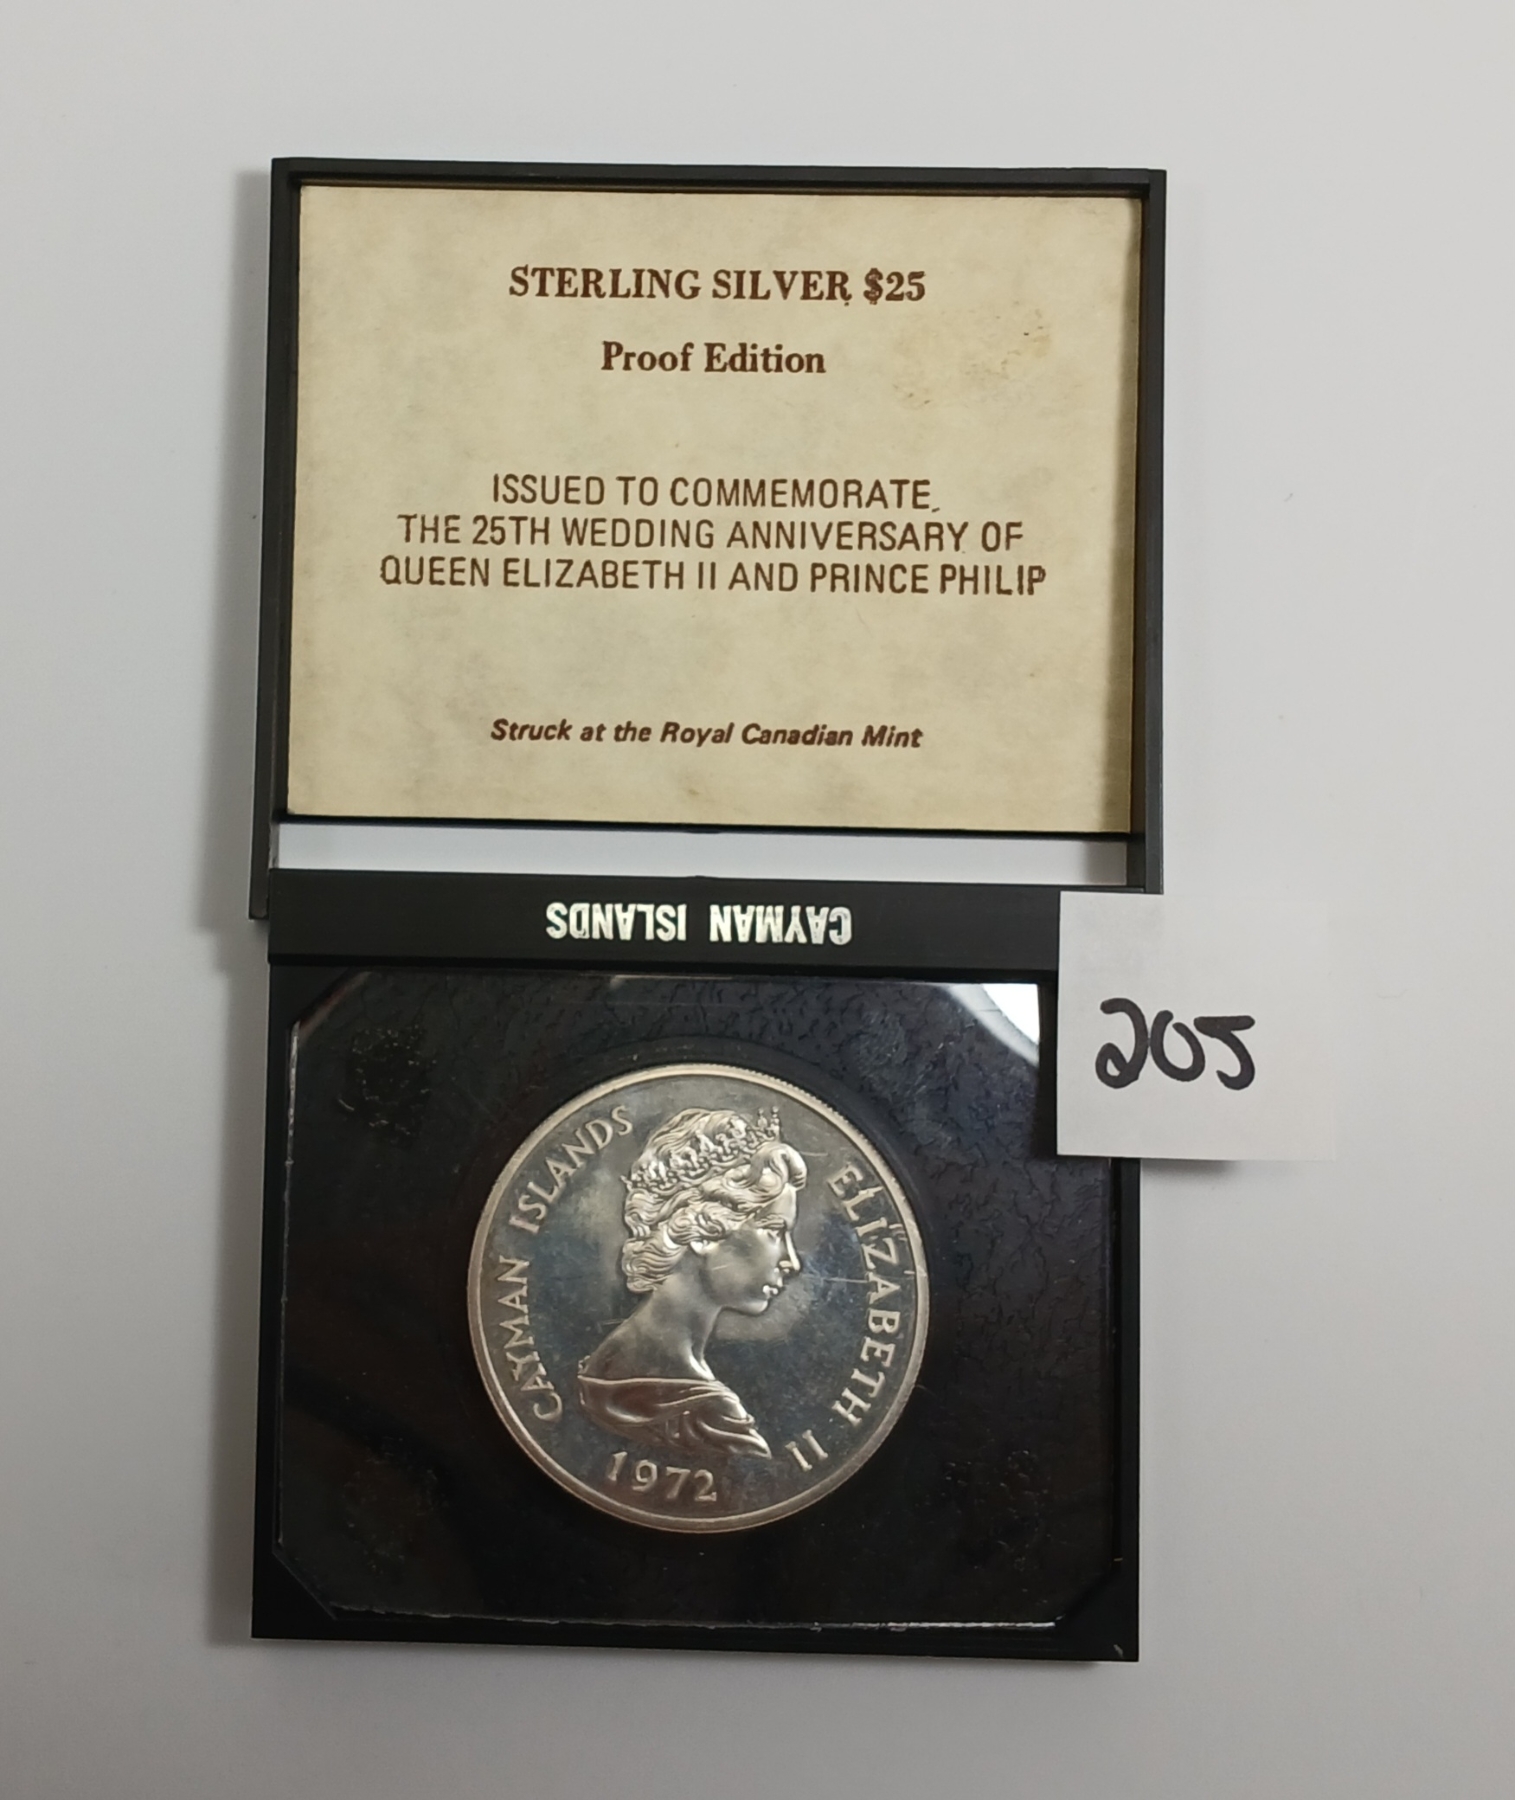 STERLING SILVER $25
Proof Edition
ISSUED TO COMMEMORATE
THE 25TH WEDDING ANNIVERSARY OF
QUEEN ELIZABETH II AND PRINCE PHILIP
Struck at the Royal Canadian Mint
CAYMAN ISLANDS
205
CAYMAN ISLANDS
ELIZABETH II
1972